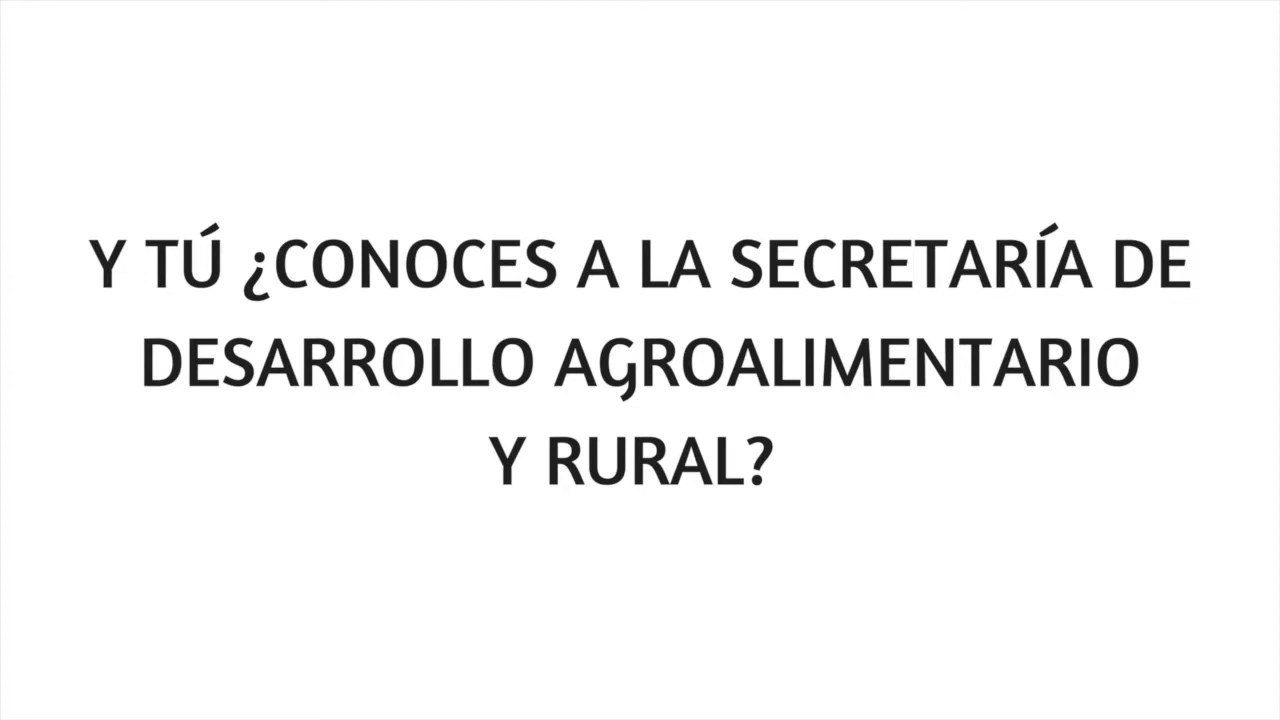 Y TÚ ¿CONOCES A LA SECRETARÍA DE
DESARROLLO AGROALIMENTARIO
Y RURAL?